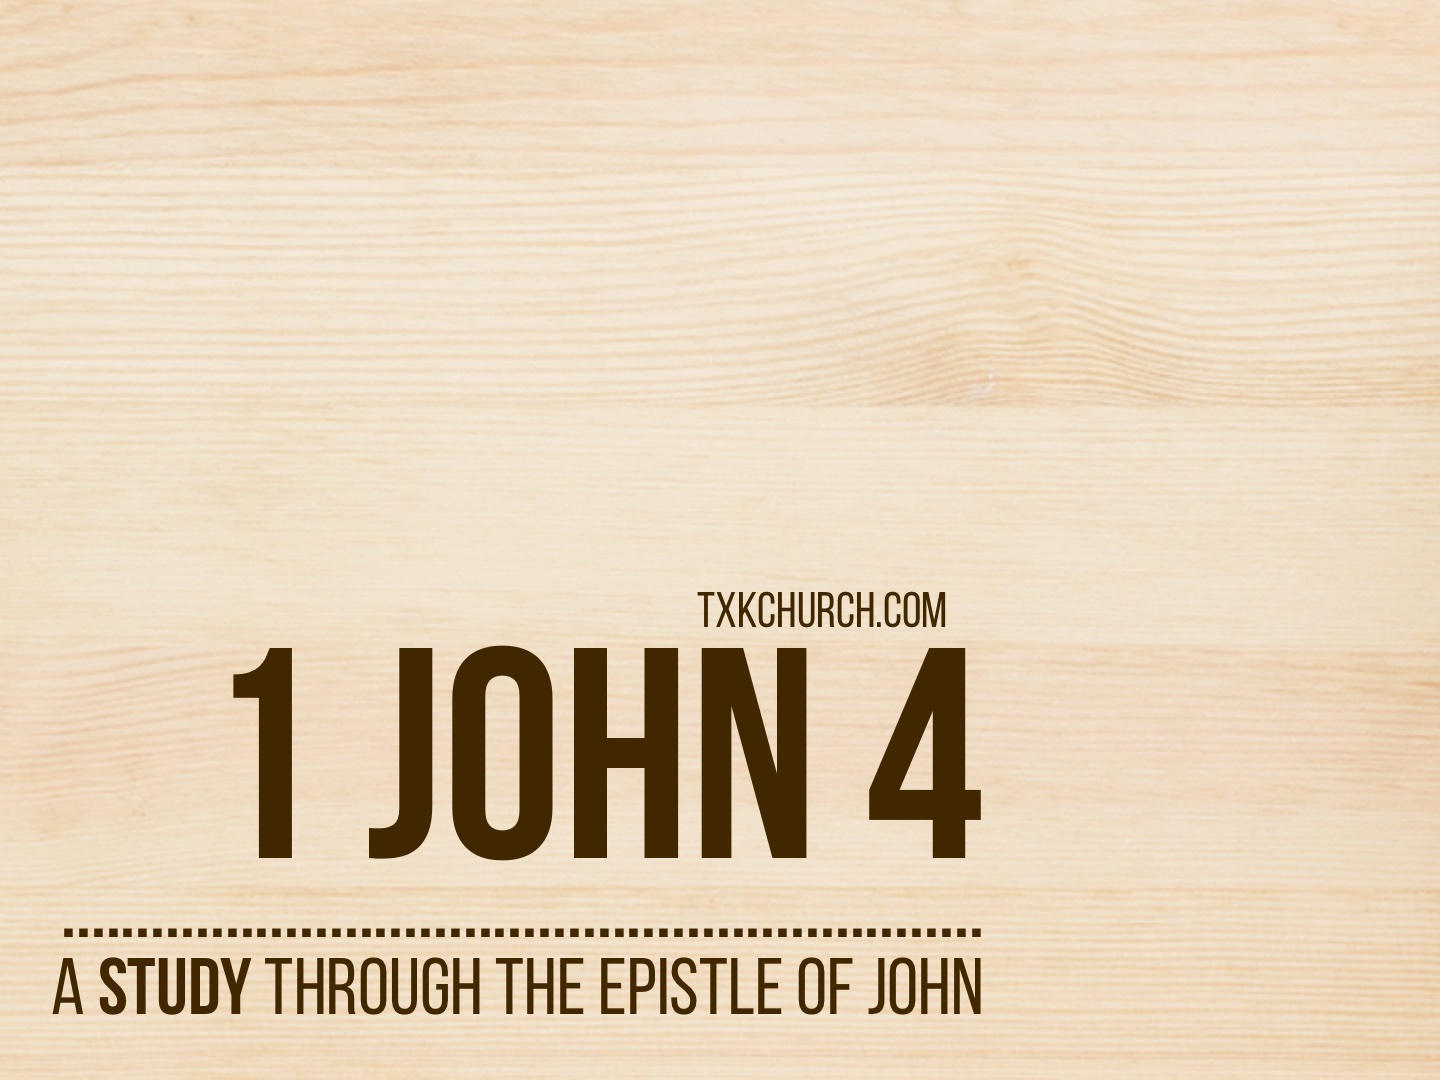 TXKCHURCH.COM
1 JOHN 4
A STUDY THROUGH THE EPISTLE OF JOHN